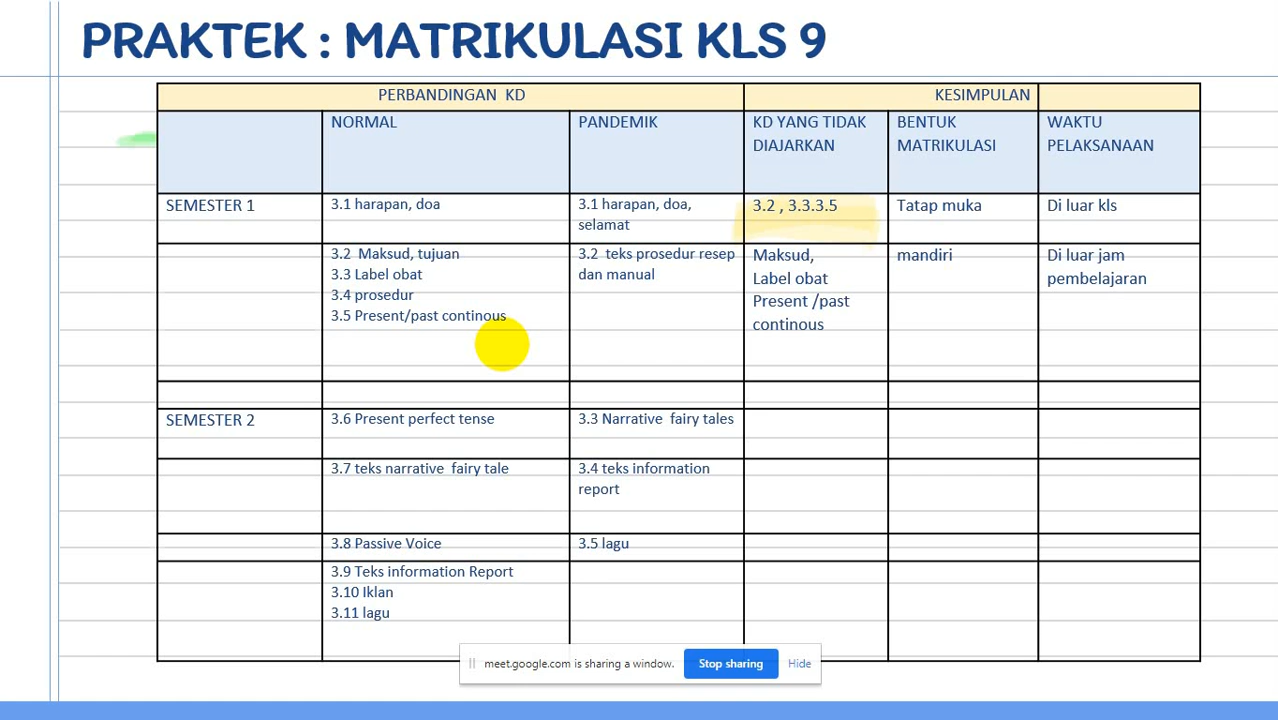 PRAKTEK : MATRIKULASI KLS 9
PERBANDINGAN KD
KESIMPULAN
NORMAL
PANDEMIK
KD YANG TIDAK
DIAJARKAN
BENTUK
MATRIKULASI
WAKTU
PELAKSANAAN
SEMESTER 1
3.1 harapan, doa
3.1 harapan, doa,
selamat
3.2 , 3.3.3.5
Tatap muka
Di luar kls
3.2 Maksud, tujuan
3.3 Label obat
3.4 prosedur
3.5 Present/past continous
3.2 teks prosedur resep
dan manual
Maksud,
Label obat
Present /past
continous
mandiri
Di luar jam
pembelajaran
SEMESTER 2
3.6 Present perfect tense
3.3 Narrative fairy tales
3.7 teks narrative fairy tale
3.4 teks information
report
3.8 Passive Voice
3.5 lagu
3.9 Teks information Report
3.10 Iklan
3.11 lagu
meet.google.com is sharing a window.
Stop sharing
Hide